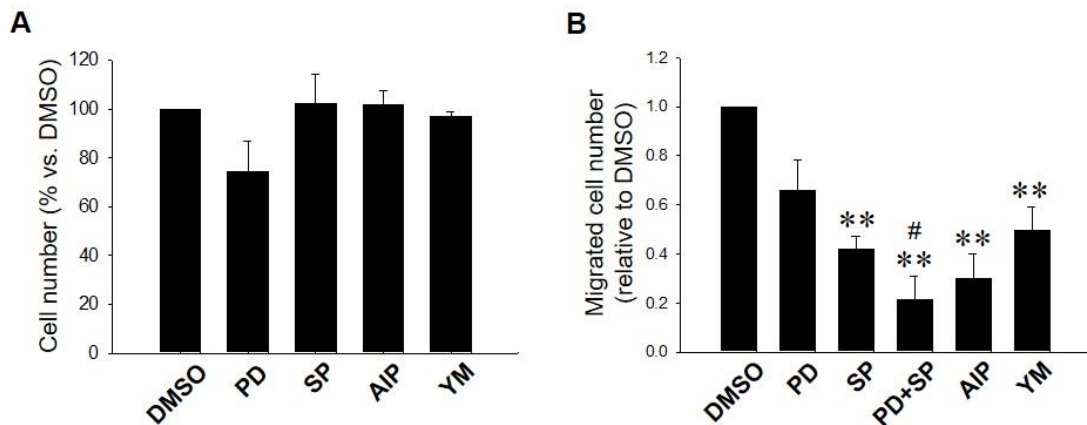 A
Cell number (% vs. DMSO)
120
100
80
60
40
20
0
DMSO
PD
SP
AIP
YM
B
Migrated cell number
(relative to DMSO)
1.2
1.0
0.8
0.6
0.4
0.2
0.0
**
#
**
**
**
DMSO
PD
SP
PD+SP
AIP
YM